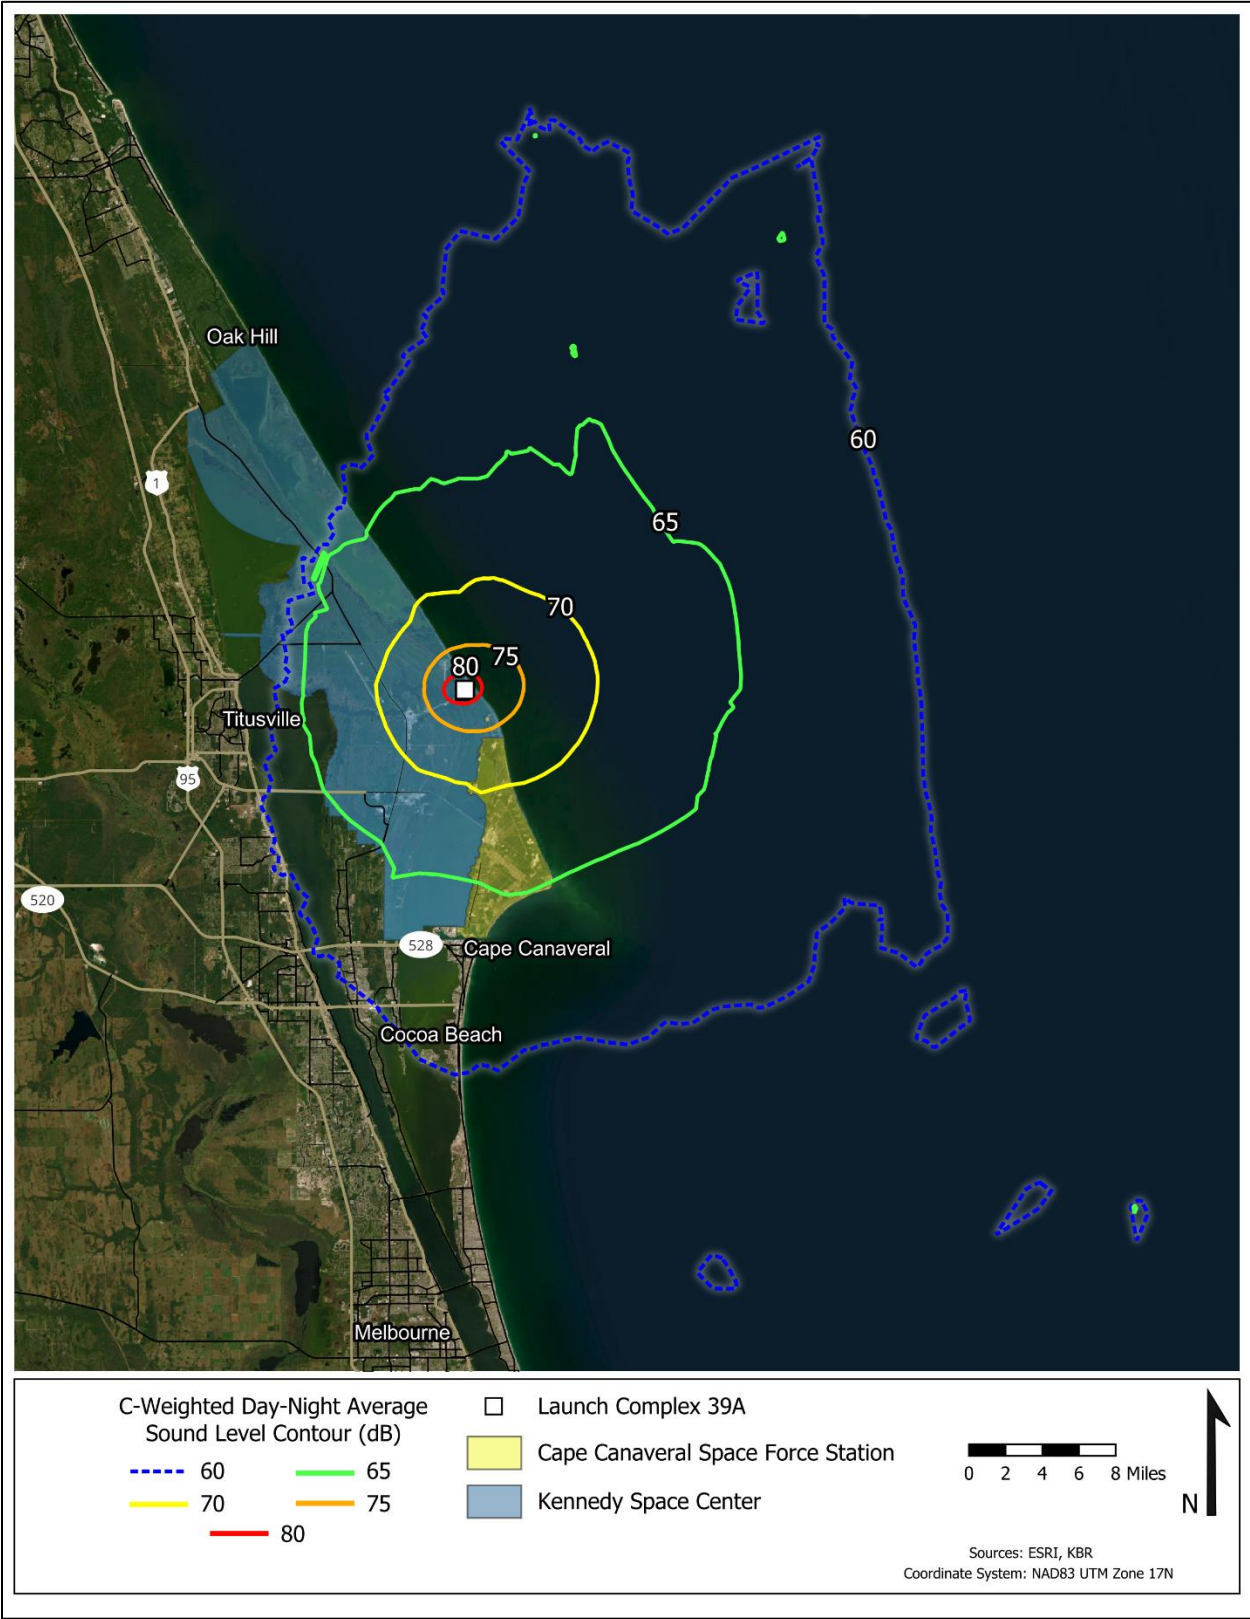 Oak Hill
60
1
65
70
75
80
Titusville
95
520
528
Cape Canaveral
Cocoa Beach
Melbourne
C-Weighted Day-Night Average
Sound Level Contour (dB)
60
65
70
75
80
Launch Complex 39A
Cape Canaveral Space Force Station
Kennedy Space Center
0 2 4 6 8 Miles
N
Sources: ESRI, KBR
Coordinate System: NAD83 UTM Zone 17N